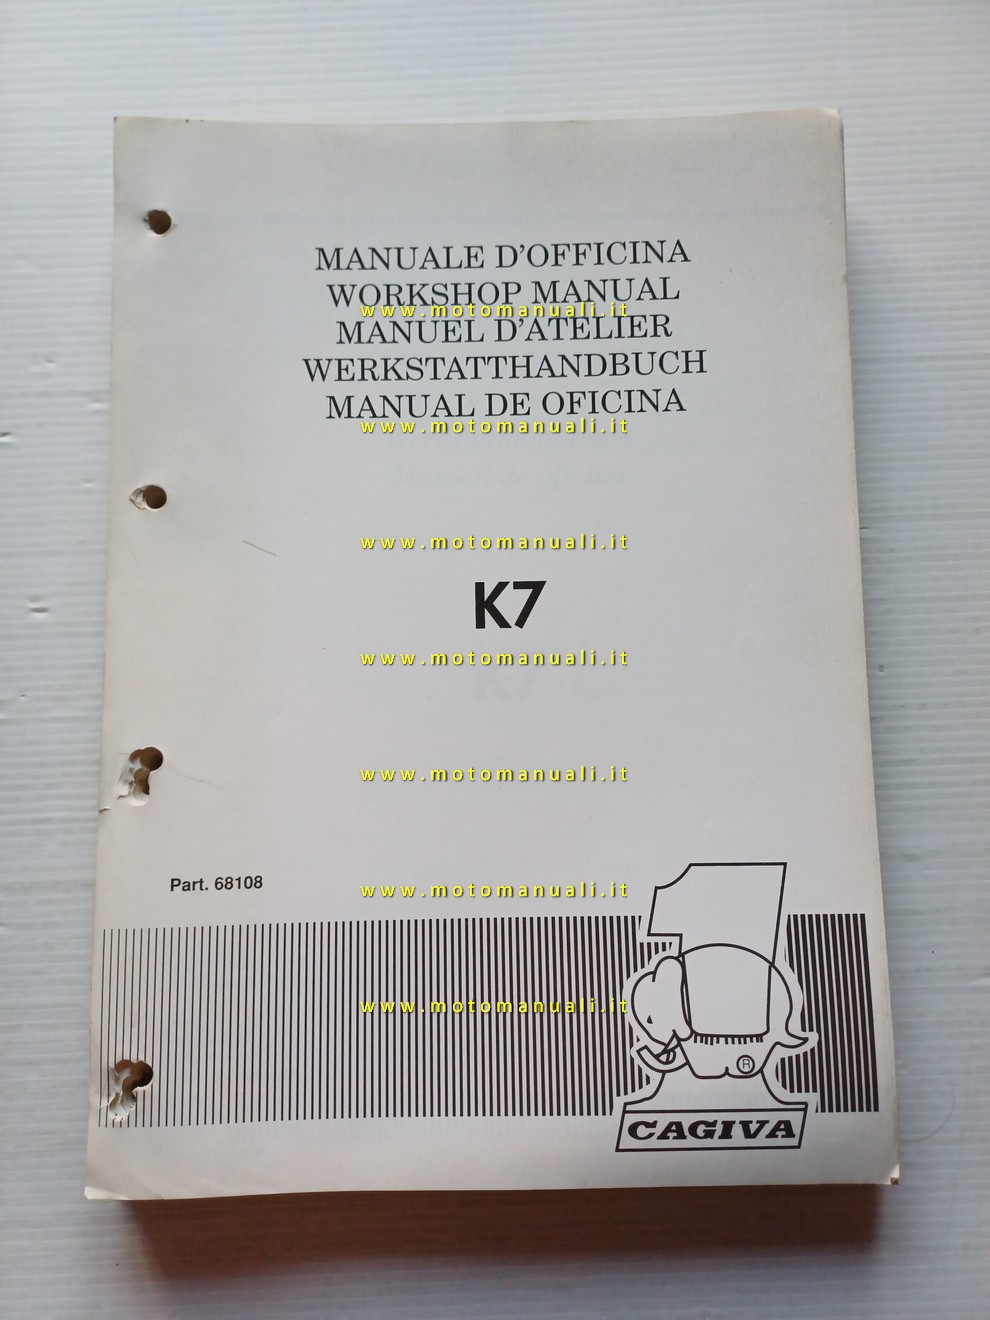 MANUALE D'OFFICINA
WORKSHOP MANUAL
www.motomanuali.it
MANUEL D'ATELIER
WERKSTATTHANDBUCH
MANUAL DE OFICINA
www.motomanuali.it
www.motomanuali.it
K7
www.motomanuali.it
www.motomanuali.it
Part. 68108
www.motomanuali.it
www.motomanuali.it
®
CAGIVA